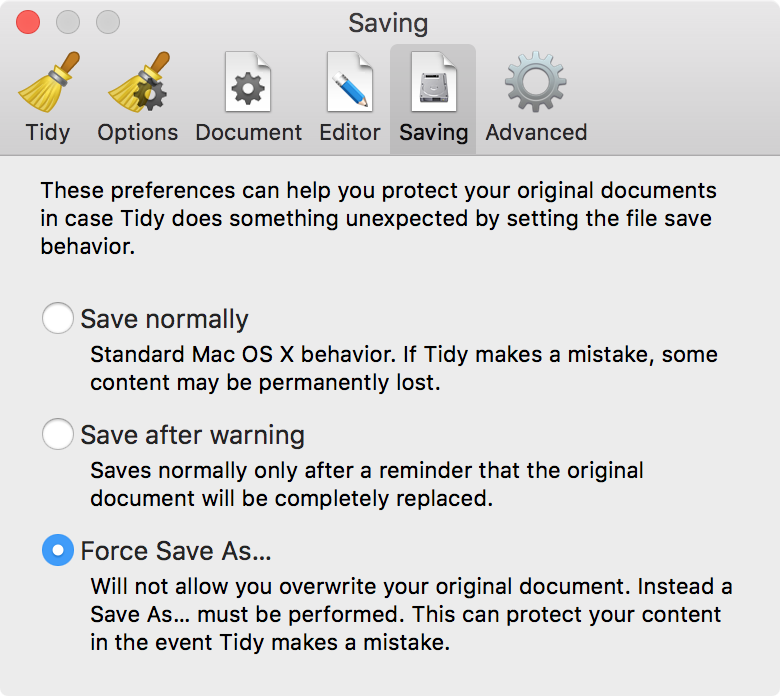 Saving
Tidy Options Document Editor Saving Advanced
These preferences can help you protect your original documents
in case Tidy does something unexpected by setting the file save
behavior.
Save normally
Standard Mac OS X behavior. If Tidy makes a mistake, some
content may be permanently lost.
Save after warning
Saves normally only after a reminder that the original
document will be completely replaced.
Force Save As...
Will not allow you overwrite your original document. Instead a
Save As... must be performed. This can protect your content
in the event Tidy makes a mistake.